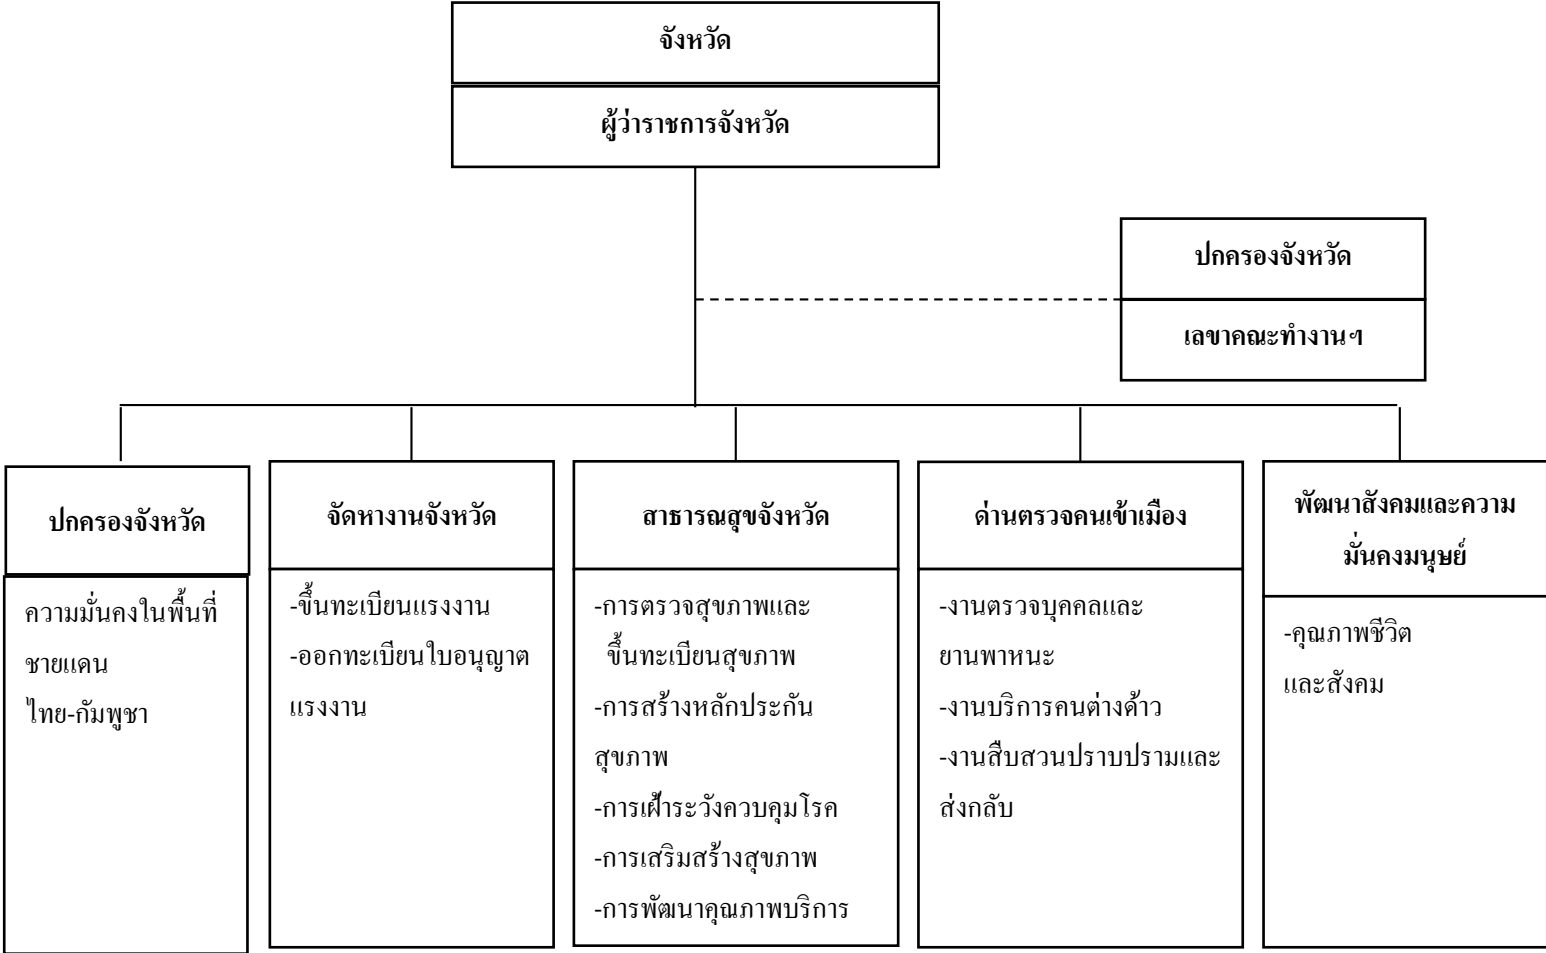 จังหวัด
ผู้ว่าราชการจังหวัด
ปกครองจังหวัด
เลขาคณะทำงานฯ
ปกครองจังหวัด
ความมั่นคงในพื้นที่
ชายแดน
ไทย-กัมพูชา
จัดหางานจังหวัด
-ขึ้นทะเบียนแรงงาน
-ออกทะเบียนใบอนุญาต
แรงงาน
สาธารณสุขจังหวัด
-การตรวจสุขภาพและ
ขึ้นทะเบียนสุขภาพ
-การสร้างหลักประกัน
สุขภาพ
-การเฝ้าระวังควบคุมโรค
-การเสริมสร้างสุขภาพ
-การพัฒนาคุณภาพบริการ
ด่านตรวจคนเข้าเมือง
-งานตรวจบุคคลและ
ยานพาหนะ
-งานบริการคนต่างด้าว
-งานสืบสวนปราบปรามและ
ส่งกลับ
พัฒนาสังคมและความ
มั่นคงมนุษย์
-คุณภาพชีวิต
และสังคม